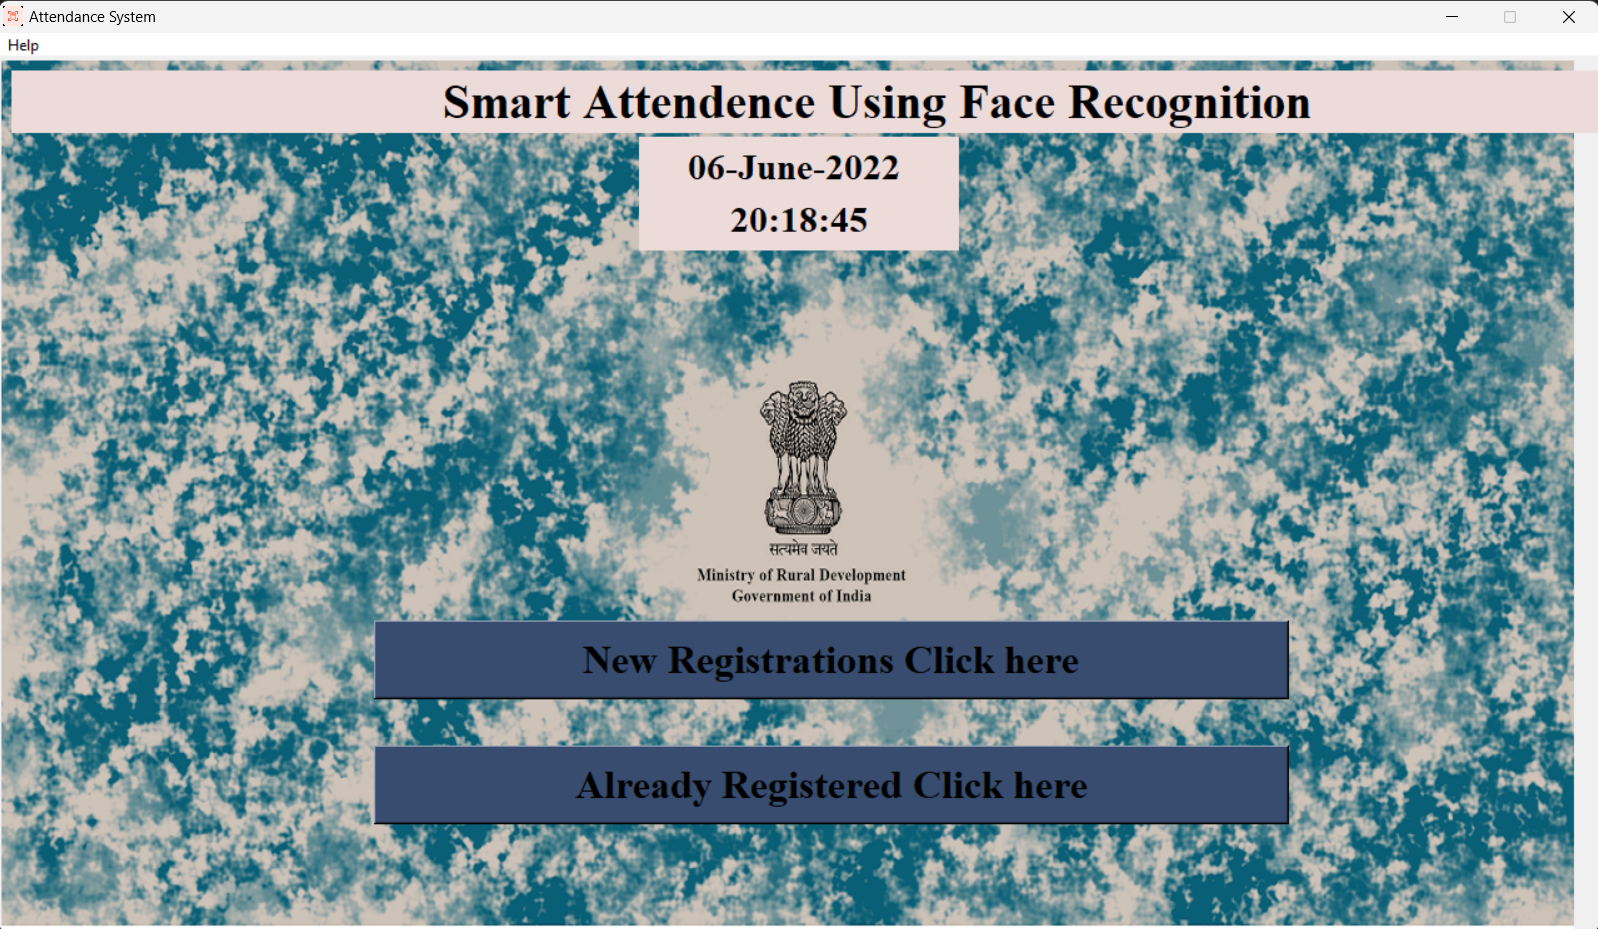 Attendance System
Help
Smart Attendence Using Face Recognition
06-June-2022
20:18:45
सत्यमेव जयते
Ministry of Rural Development
Government of India
New Registrations Click here
Already Registered Click here